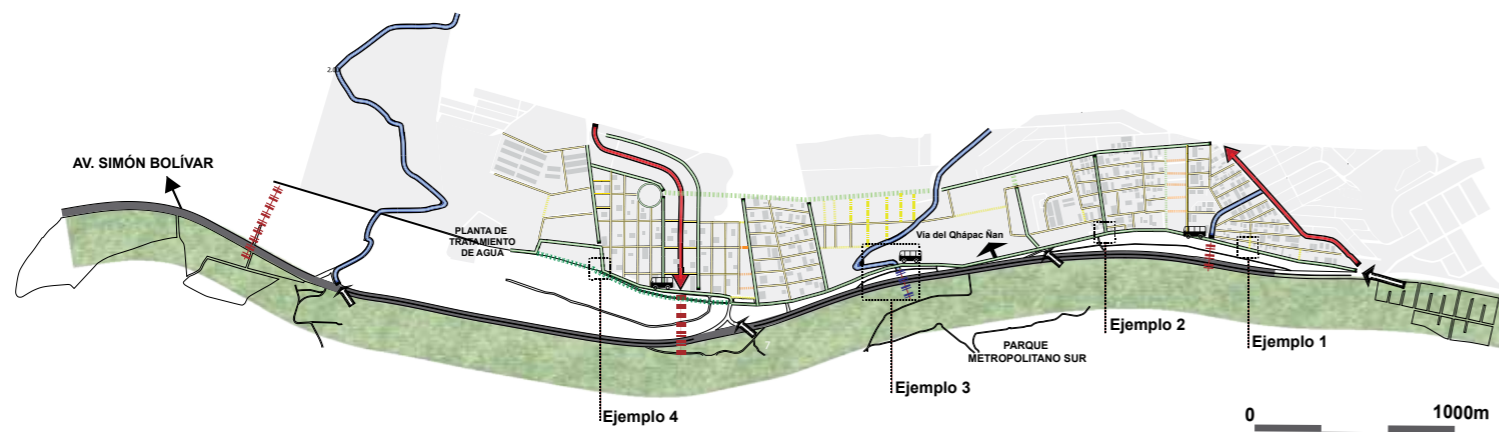 AV. SIMÓN BOLÍVAR
PLANTA DE
TRATAMIENTO
DE AGUA
Vía del Qhápac Ñan
Ejemplo 2
Ejemplo 1
PARQUE
METROPOLITANO SUR
Ejemplo 3
Ejemplo 4
0
1000m